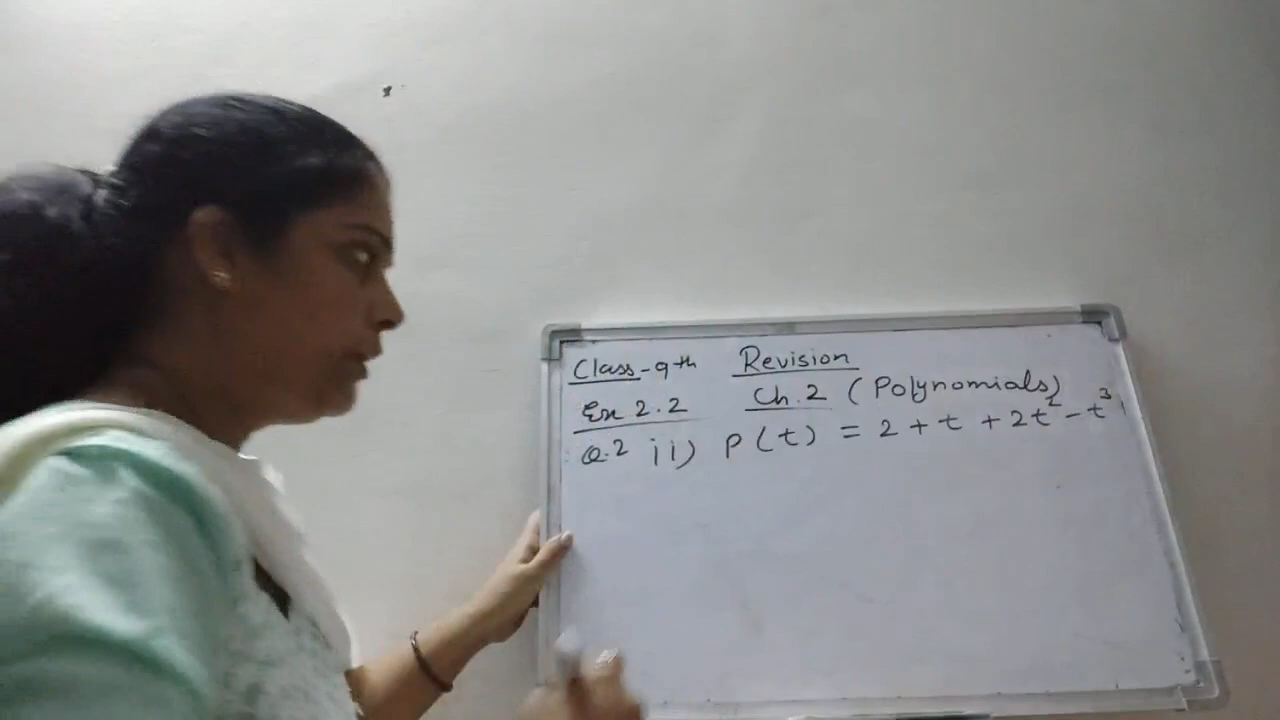 Class-9th Revision
Ex 2.2 Ch.2 (Polynomials)
Q.2 ii) P(t) = 2 + t + 2t² - t³